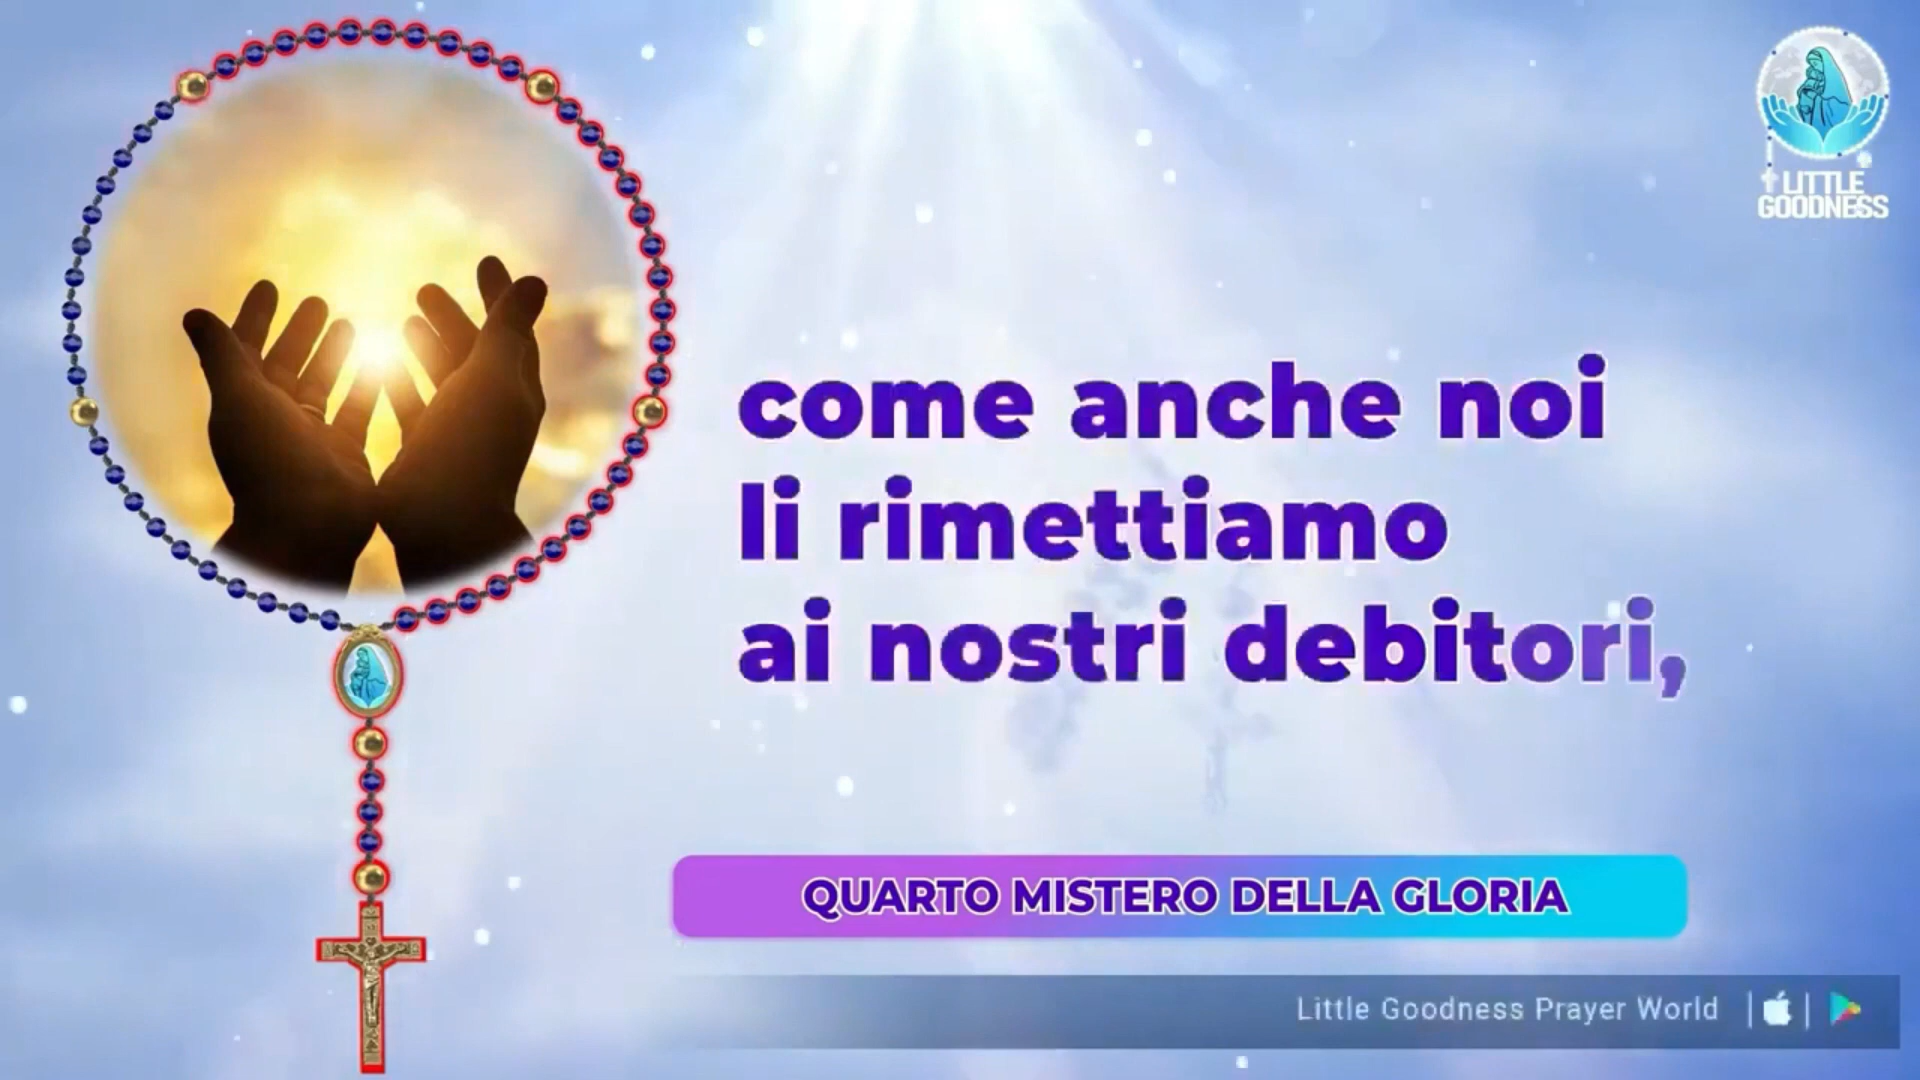 LITTLE
GOODNESS
come anche noi
li rimettiamo
ai nostri debitori,
QUARTO MISTERO DELLA GLORIA
Little Goodness Prayer World